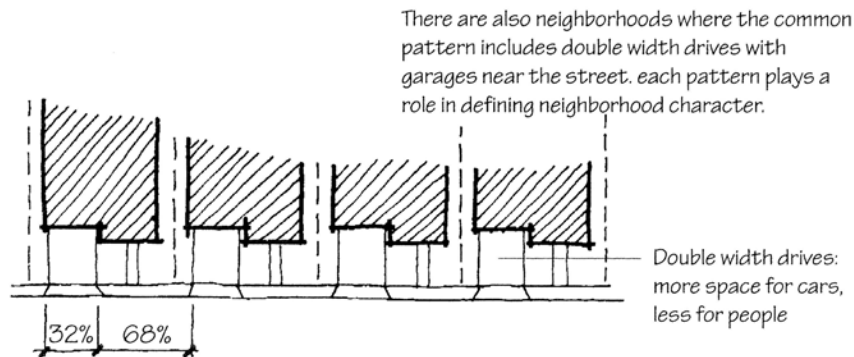 There are also neighborhoods where the common
pattern includes double width drives with
garages near the street. each pattern plays a
role in defining neighborhood character.
Double width drives:
more space for cars,
less for people
32% 68%